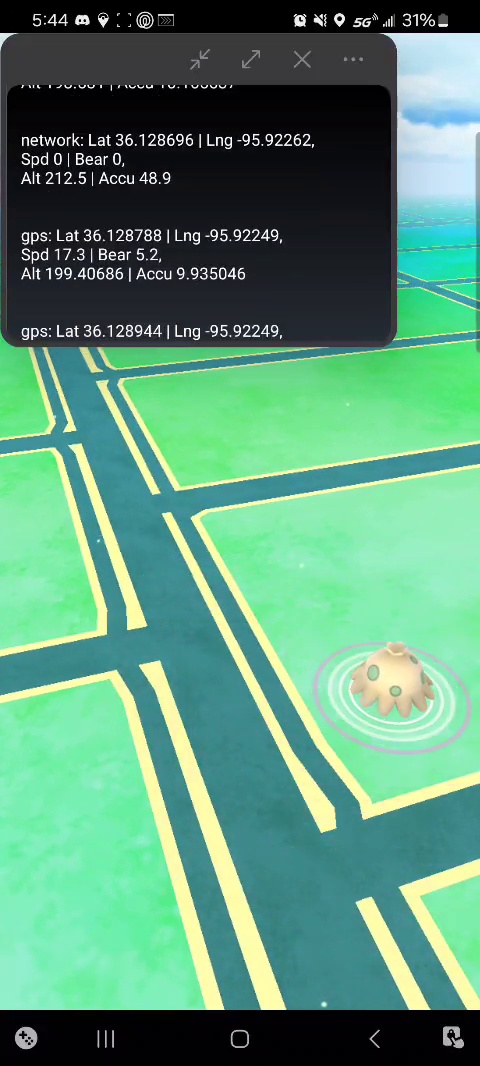 5:44 5G 31%
network: Lat 36.128696 | Lng -95.92262,
Spd 0 | Bear 0,
Alt 212.5 | Accu 48.9
gps: Lat 36.128788 | Lng -95.92249,
Spd 17.3 | Bear 5.2,
Alt 199.40686 | Accu 9.935046
gps: Lat 36.128944 | Lng -95.92249,